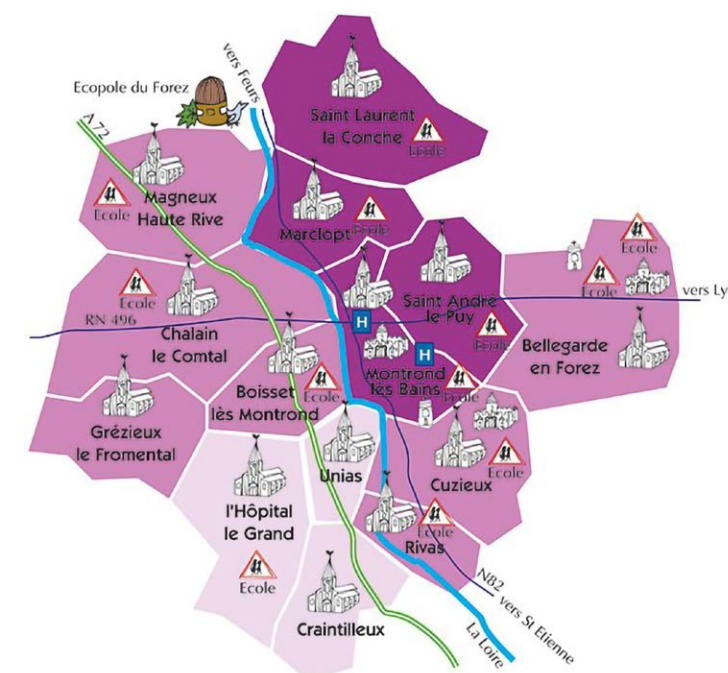 vers Feurs
Ecopole du Forez
A 72
Saint Laurent
la Conche
Ecole
Magneux
Haute Rive
Ecole
Marclopt
Ecole
Ecole
Ecole
vers Ly
Saint André
le Puy
Ecole
Bellegarde
en Forez
RN 496
Ecole
Chalain
le Comtal
H
H
Montrond
lès Bains
Ecole
Boisset
lès Montrond
Ecole
Grézieux
le Fromental
Unias
Cuzieux
Ecole
l'Hôpital
le Grand
Ecole
Rivas
Ecole
Craintilleux
NB2
vers St Etienne
La Loire